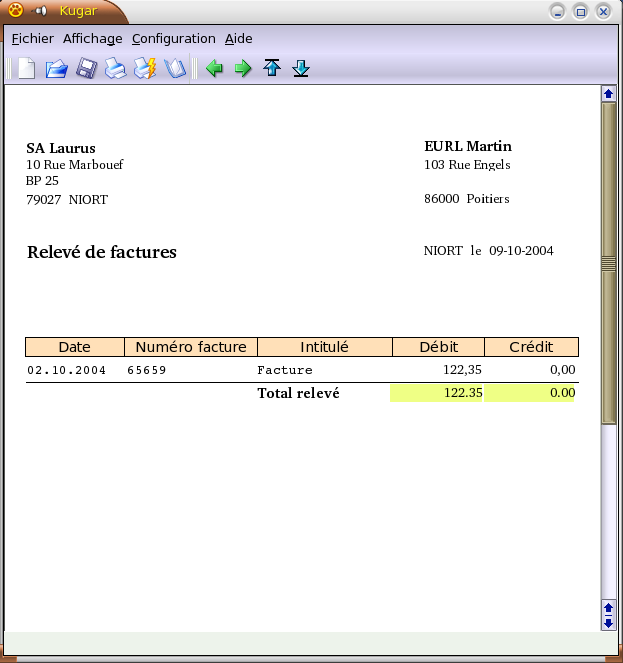 Kugar
Fichier Affichage Configuration Aide
SA Laurus
10 Rue Marbouef
BP 25
79027 NIORT
EURL Martin
103 Rue Engels
86000 Poitiers
Relevé de factures
NIORT le 09-10-2004
Date Numéro facture Intitulé Débit Crédit
02.10.2004 65659 Facture 122,35 0,00
Total relevé 122.35 0.00